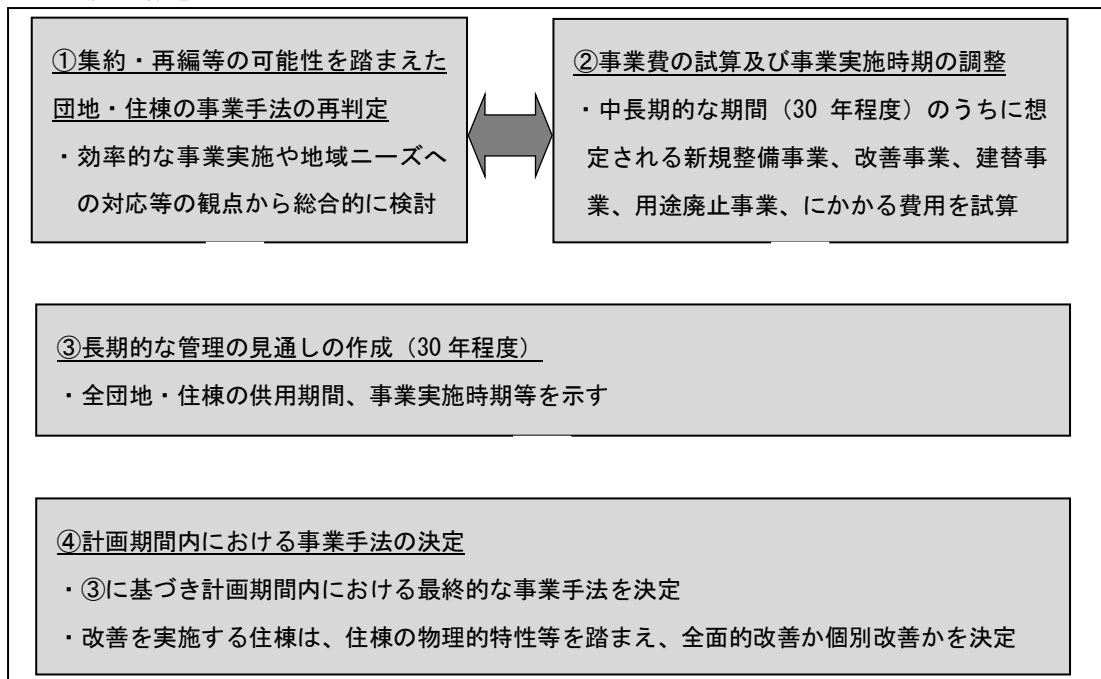 ①集約・再編等の可能性を踏まえた
団地・住棟の事業手法の再判定
・効率的な事業実施や地域ニーズへ
の対応等の観点から総合的に検討
②事業費の試算及び事業実施時期の調整
・中長期的な期間（30 年程度）のうちに想
定される新規整備事業、改善事業、建替事
業、用途廃止事業、にかかる費用を試算
③長期的な管理の見通しの作成（30 年程度）
・全団地・住棟の供用期間、事業実施時期等を示す
④計画期間内における事業手法の決定
・③に基づき計画期間内における最終的な事業手法を決定
・改善を実施する住棟は、住棟の物理的特性等を踏まえ、全面的改善か個別改善かを決定